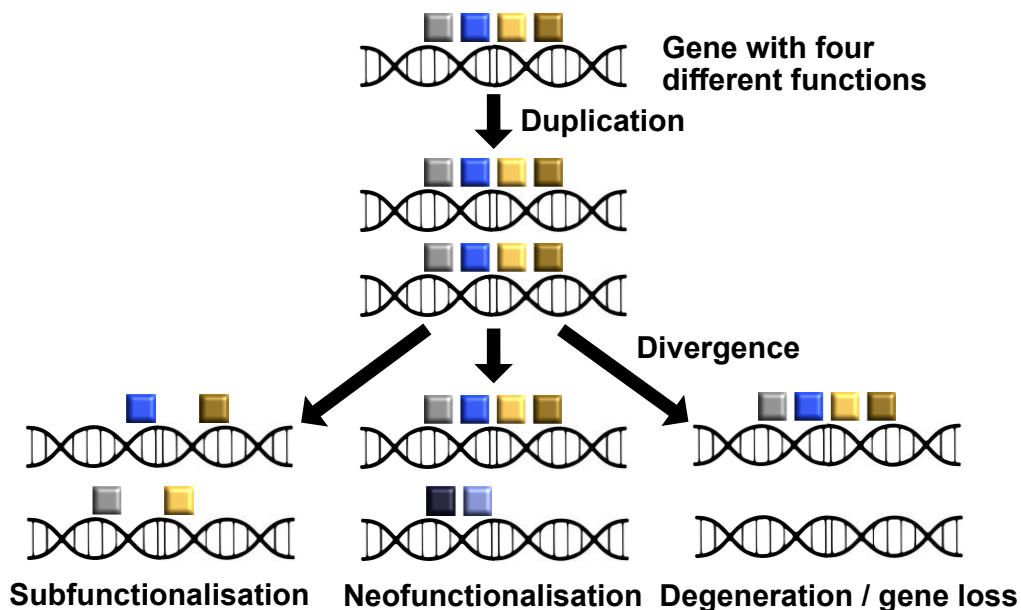 Gene with four
different functions
Duplication
Divergence
Subfunctionalisation
Neofunctionalisation
Degeneration / gene loss